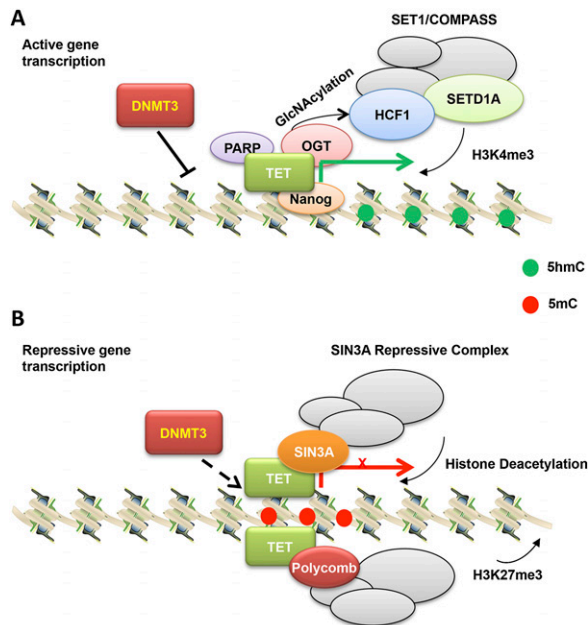 A
Active gene
transcription
SET1/COMPASS
DNMT3
GlcNAcylation
HCF1
SETD1A
PARP
OGT
TET
Nanog
H3K4me3
5hmC
5mC
B
Repressive gene
transcription
SIN3A Repressive Complex
DNMT3
SIN3A
X
TET
Histone Deacetylation
TET
Polycomb
H3K27me3